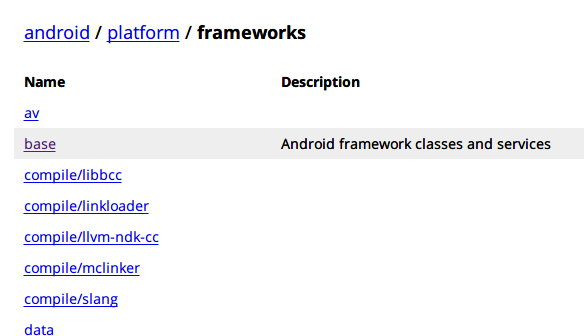 android / platform / frameworks
Name Description
av
base Android framework classes and services
compile/libbcc
compile/linkloader
compile/llvm-ndk-cc
compile/mclinker
compile/slang
data